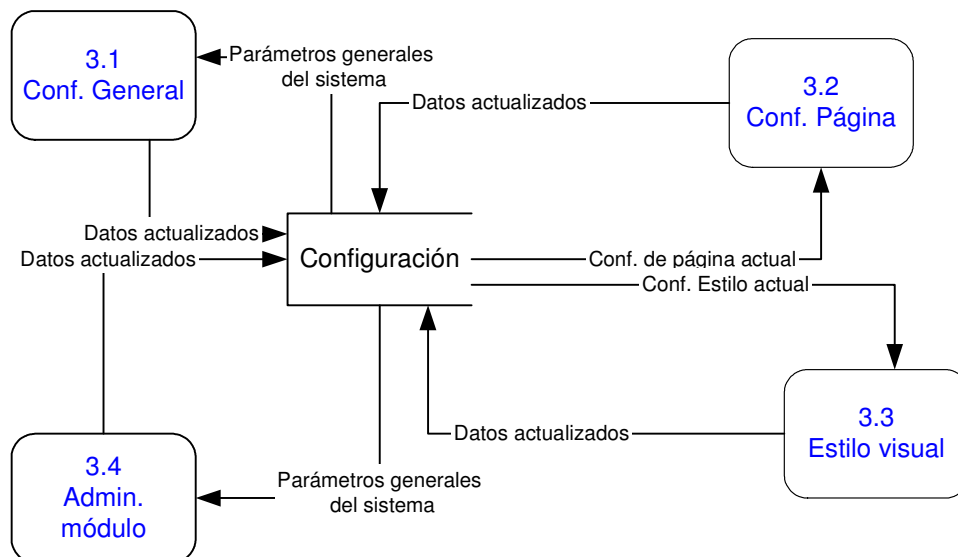 3.1
Conf. General
Parámetros generales
del sistema
Datos actualizados
3.2
Conf. Página
Datos actualizados
Datos actualizados
Configuración
Conf. de página actual
Conf. Estilo actual
3.3
Estilo visual
Datos actualizados
3.4
Admin.
módulo
Parámetros generales
del sistema